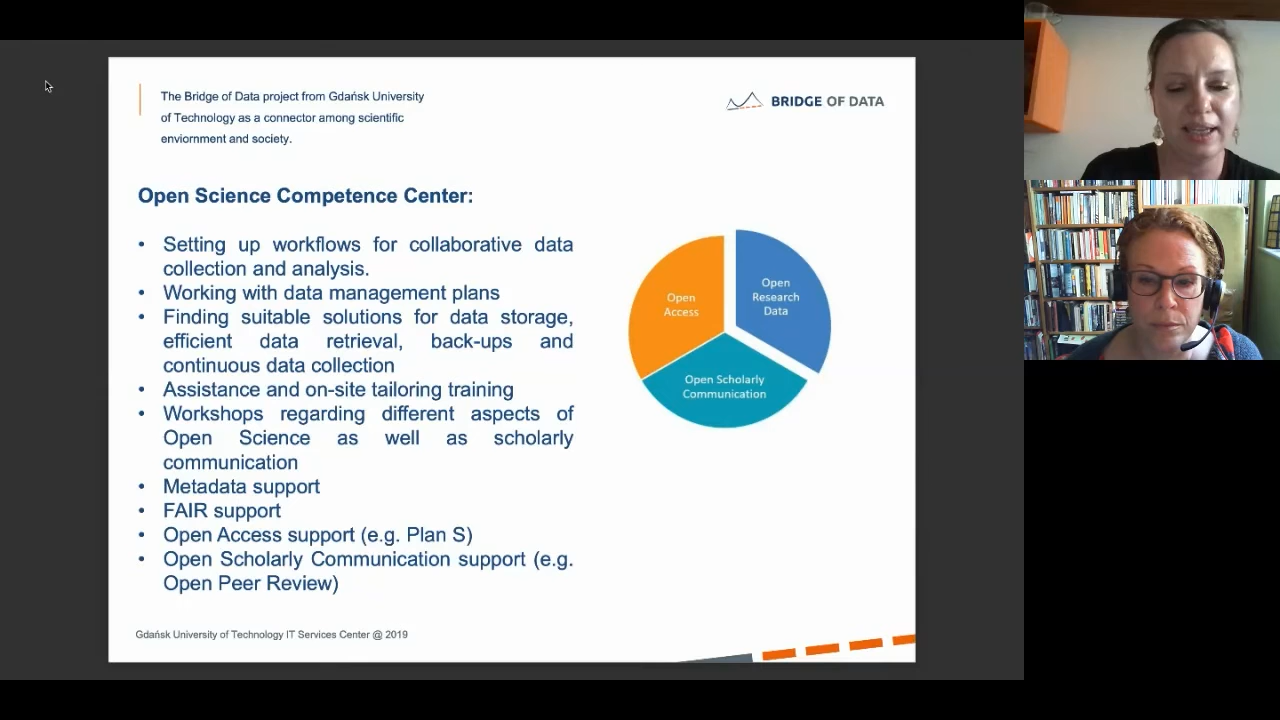 The Bridge of Data project from Gdańsk University
of Technology as a connector among scientific
enviornment and society.
BRIDGE OF DATA
Open Science Competence Center:
• Setting up workflows for collaborative data
collection and analysis.
• Working with data management plans
• Finding suitable solutions for data storage,
efficient data retrieval, back-ups and
continuous data collection
• Assistance and on-site tailoring training
• Workshops regarding different aspects of
Open Science as well as scholarly
communication
• Metadata support
• FAIR support
• Open Access support (e.g. Plan S)
• Open Scholarly Communication support (e.g.
Open Peer Review)
Open
Access
Open
Research
Data
Open Scholarly
Communication
Gdańsk University of Technology IT Services Center @ 2019